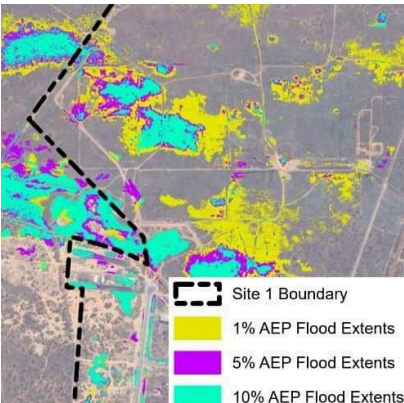 Site 1 Boundary
1% AEP Flood Extents
5% AEP Flood Extents
10% AEP Flood Extents